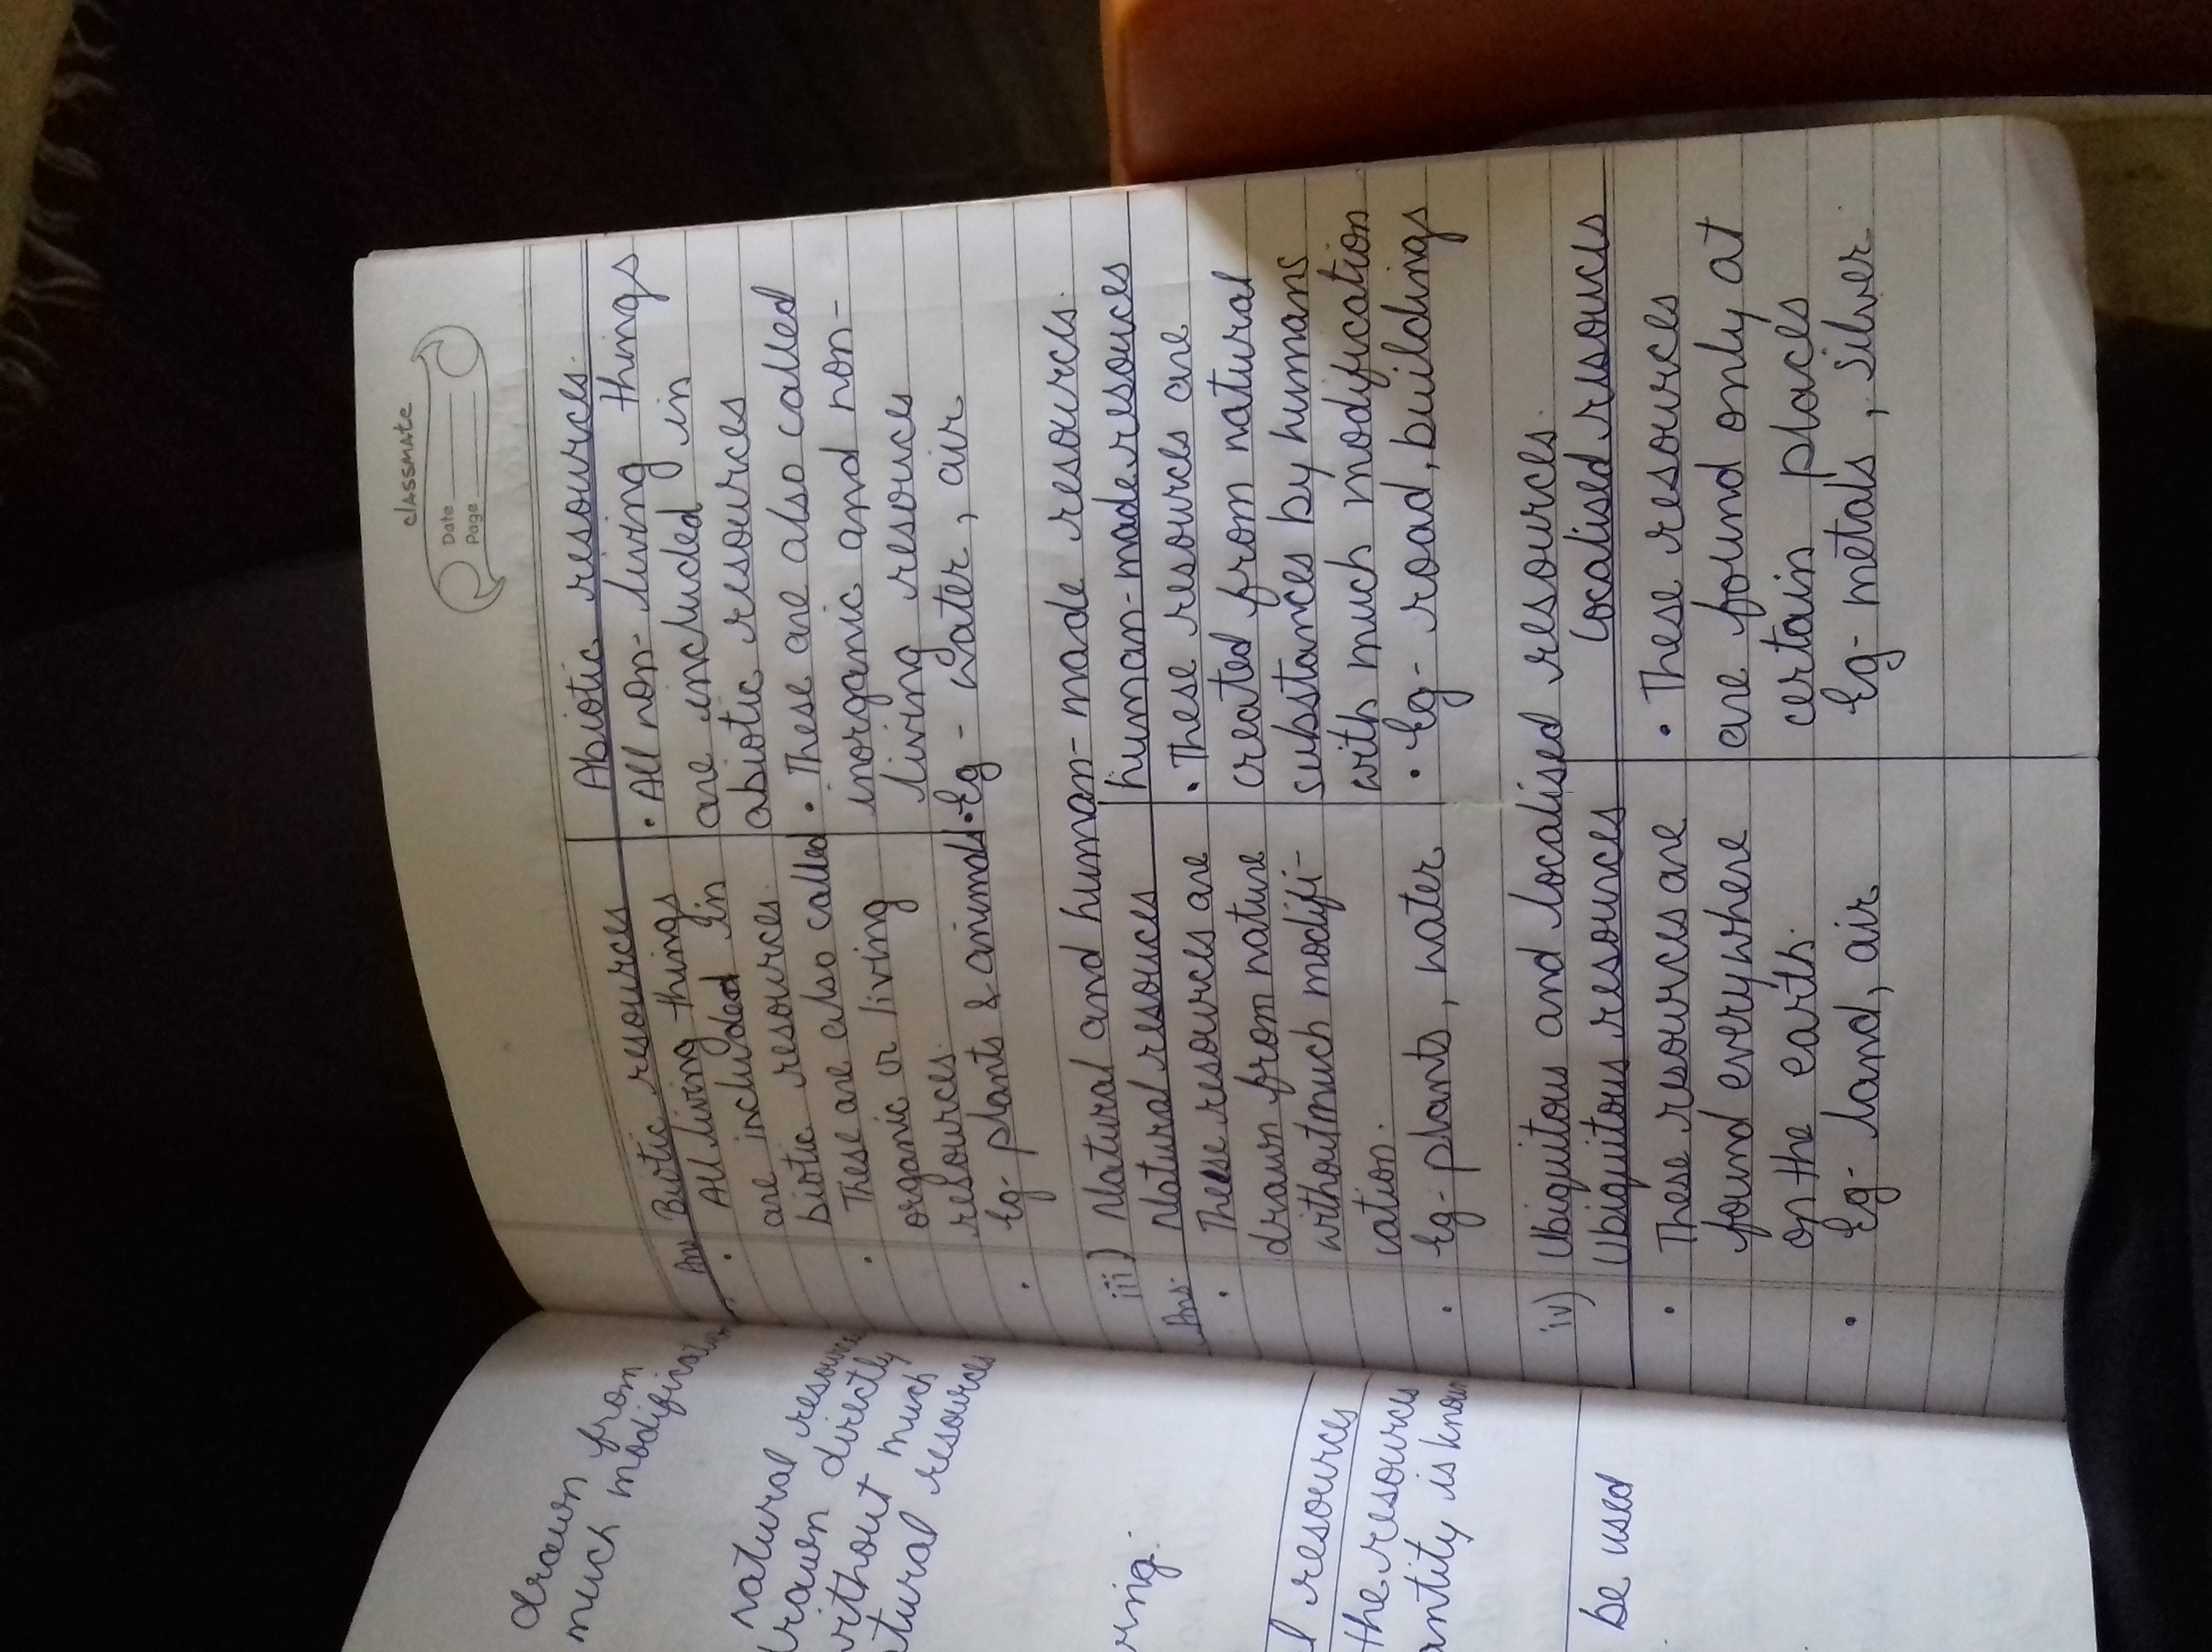 drawn from
much modification
natural resources
drawn directly
without much
natural resources
l resources
the resources
antity is known
be used
classmate
Date
Page
Ans Biotic resources
• All living things
are included in
biotic resources.
• These are also called
organic or living
resources.
• Eg- plants & animals
Abiotic resources.
• All non-living things
are included in
abiotic resources
• These are also called
inorganic and non-
living resouces
• Eg - water, air
iii) Natural and human-made resources.
Ans. Natural resouces
• These resources are
drawn from nature
without much modifi-
cation.
• Eg- plants, water
human-made resouces
• These resources are
created from natural
substances by humans
with much modification
• Eg- road, buildings
iv) Ubiquitous and localised resources.
Ubiquitous resources
• These resources are
found everywhere
on the earth.
• Eg- land, air
Localised resouces
• These resources
are found only at
certain places
Eg- metals, silver.